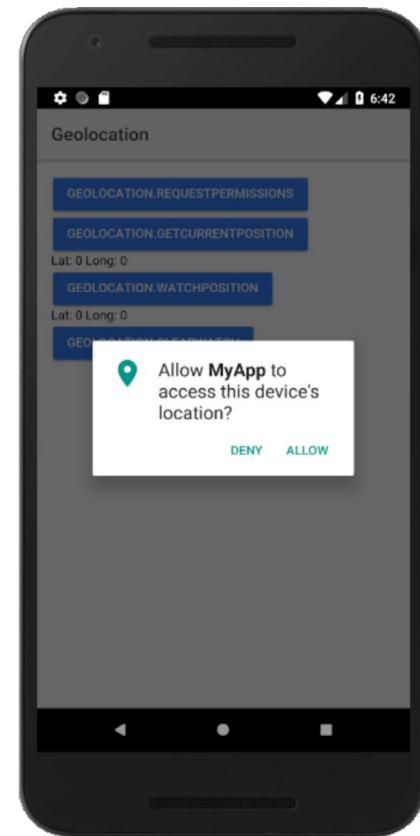 6:42
Geolocation
GEOLOCATION.REQUESTPERMISSIONS
GEOLOCATION.GETCURRENTPOSITION
Lat: 0 Long: 0
GEOLOCATION.WATCHPOSITION
Lat: 0 Long: 0
Allow MyApp to
access this device's
location?
DENY ALLOW